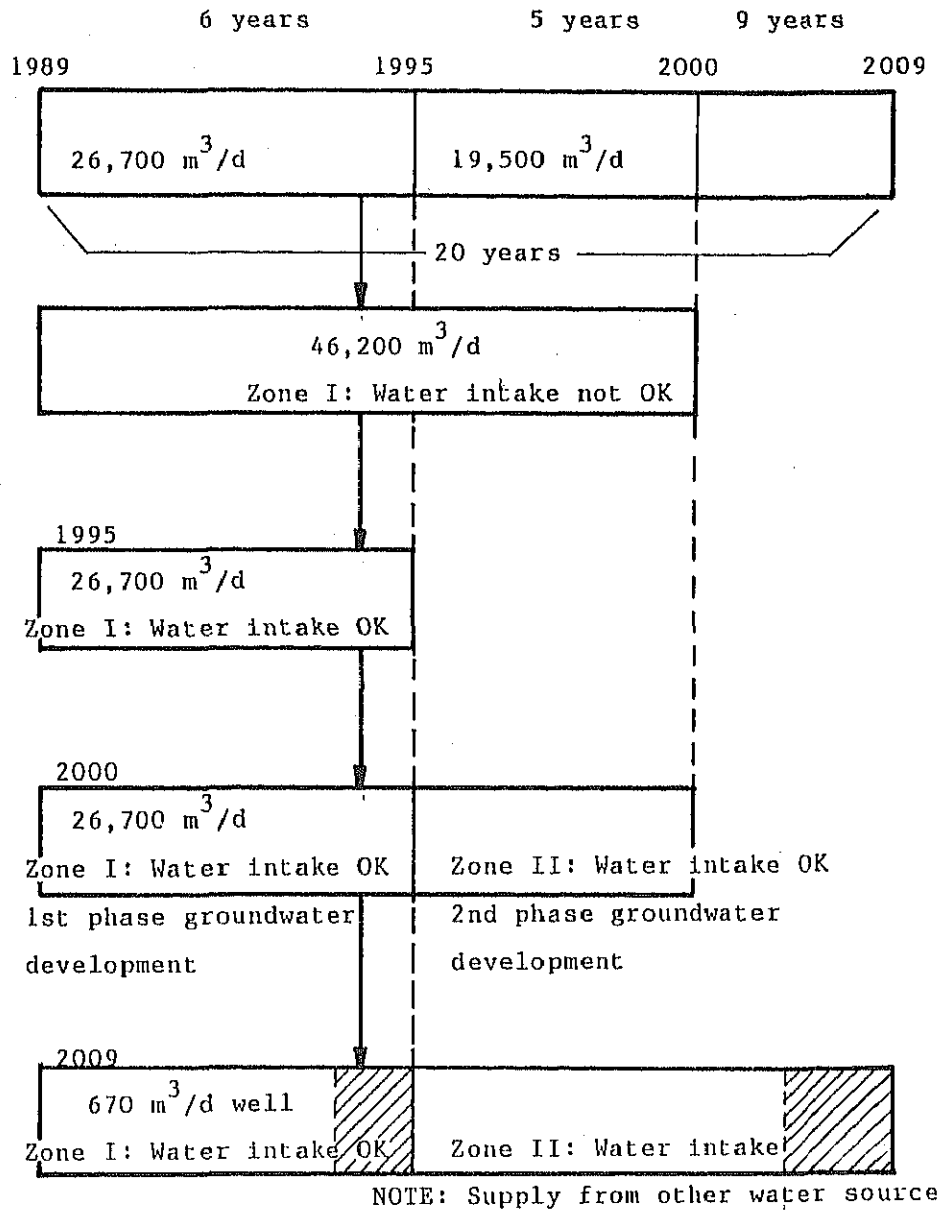 6 years 5 years 9 years
1989 1995 2000 2009
26,700 m³/d 19,500 m³/d
20 years
46,200 m³/d
Zone I: Water intake not OK
1995
26,700 m³/d
Zone I: Water intake OK
2000
26,700 m³/d
Zone I: Water intake OK Zone II: Water intake OK
1st phase groundwater 2nd phase groundwater
development development
2009
670 m³/d well
Zone I: Water intake OK Zone II: Water intake
NOTE: Supply from other water source